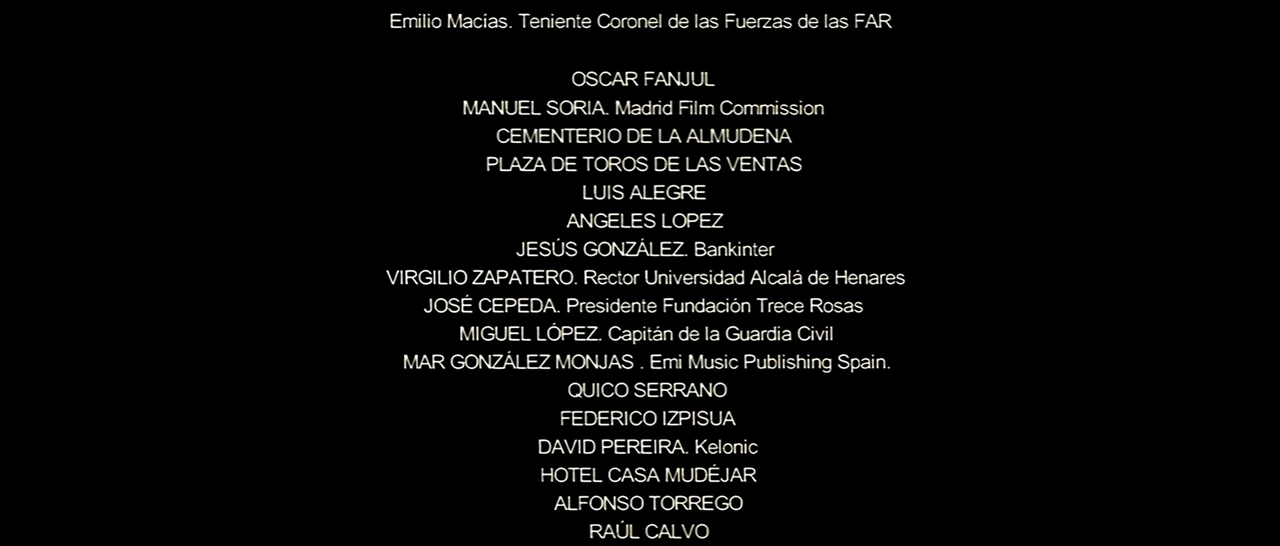 Emilio Macías. Teniente Coronel de las Fuerzas de las FAR
OSCAR FANJUL
MANUEL SORIA. Madrid Film Commission
CEMENTERIO DE LA ALMUDENA
PLAZA DE TOROS DE LAS VENTAS
LUIS ALEGRE
ANGELES LOPEZ
JESÚS GONZÁLEZ. Bankinter
VIRGILIO ZAPATERO. Rector Universidad Alcalá de Henares
JOSÉ CEPEDA. Presidente Fundación Trece Rosas
MIGUEL LÓPEZ. Capitán de la Guardia Civil
MAR GONZÁLEZ MONJAS . Emi Music Publishing Spain.
QUICO SERRANO
FEDERICO IZPISUA
DAVID PEREIRA. Kelonic
HOTEL CASA MUDÉJAR
ALFONSO TORREGO
RAÚL CALVO